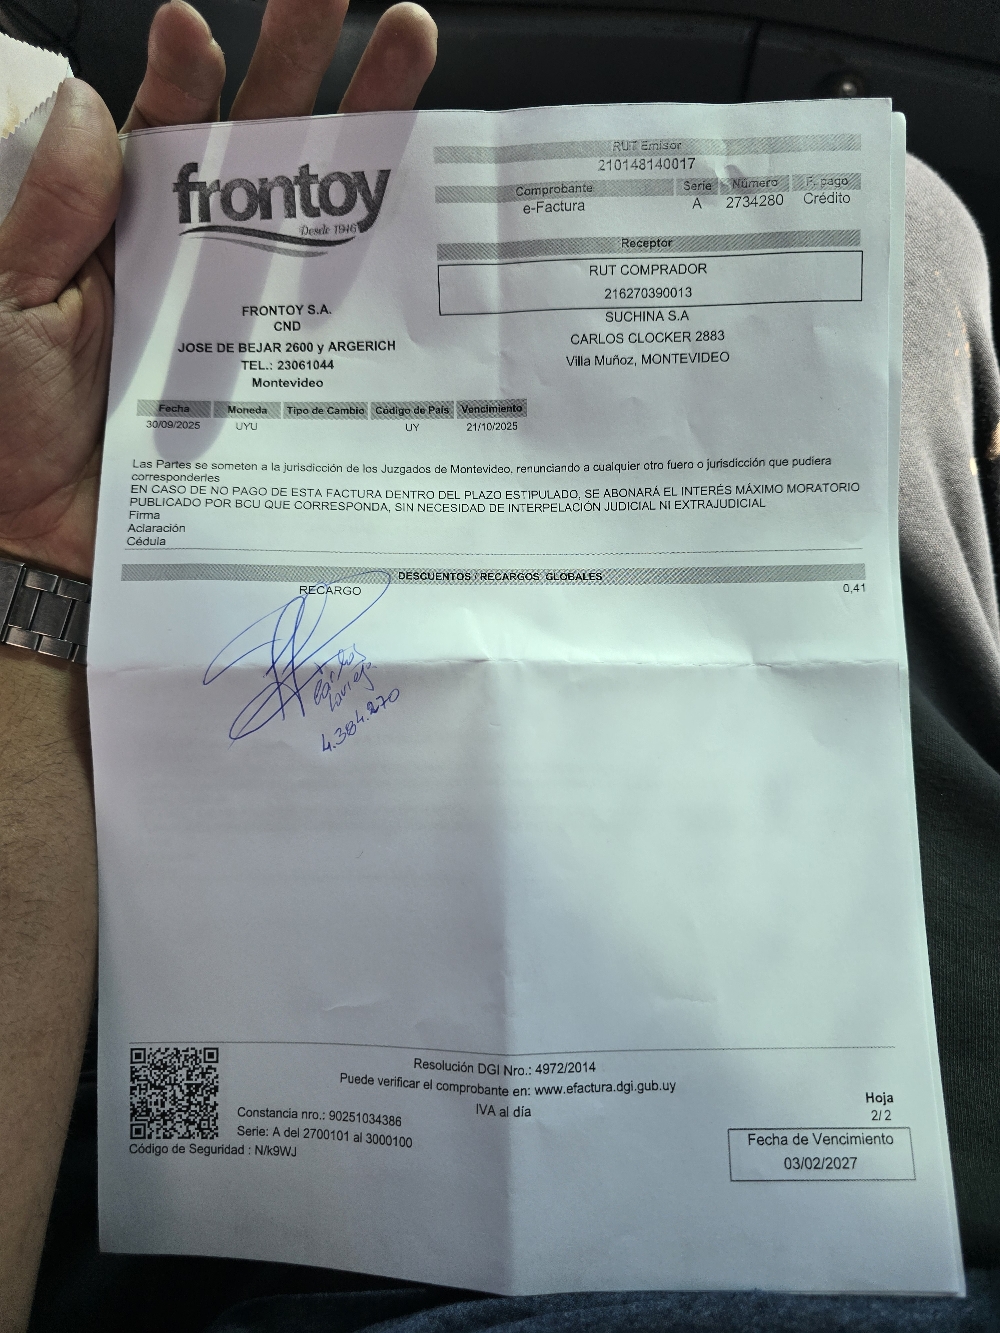 frontoy
Desde 1946
RUT Emisor
210148140017
Comprobante Serie Número F. pago
e-Factura A 2734280 Crédito
Receptor
RUT COMPRADOR
216270390013
SUCHINA S.A
CARLOS CLOCKER 2883
Villa Muñoz, MONTEVIDEO
FRONTOY S.A.
CND
JOSE DE BEJAR 2600 y ARGERICH
TEL.: 23061044
Montevideo
Fecha Moneda Tipo de Cambio Código de País Vencimiento
30/09/2025 UYU UY 21/10/2025
Las Partes se someten a la jurisdicción de los Juzgados de Montevideo, renunciando a cualquier otro fuero o jurisdicción que pudiera
corresponderles
EN CASO DE NO PAGO DE ESTA FACTURA DENTRO DEL PLAZO ESTIPULADO, SE ABONARÁ EL INTERÉS MÁXIMO MORATORIO
PUBLICADO POR BCU QUE CORRESPONDA, SIN NECESIDAD DE INTERPELACIÓN JUDICIAL NI EXTRAJUDICIAL
Firma
Aclaración
Cédula
DESCUENTOS / RECARGOS GLOBALES
RECARGO 0,41
4.384.270
Resolución DGI Nro.: 4972/2014
Puede verificar el comprobante en: www.efactura.dgi.gub.uy
IVA al día
Constancia nro.: 90251034386
Serie: A del 2700101 al 3000100
Código de Seguridad : N/k9WJ
Hoja
2/2
Fecha de Vencimiento
03/02/2027